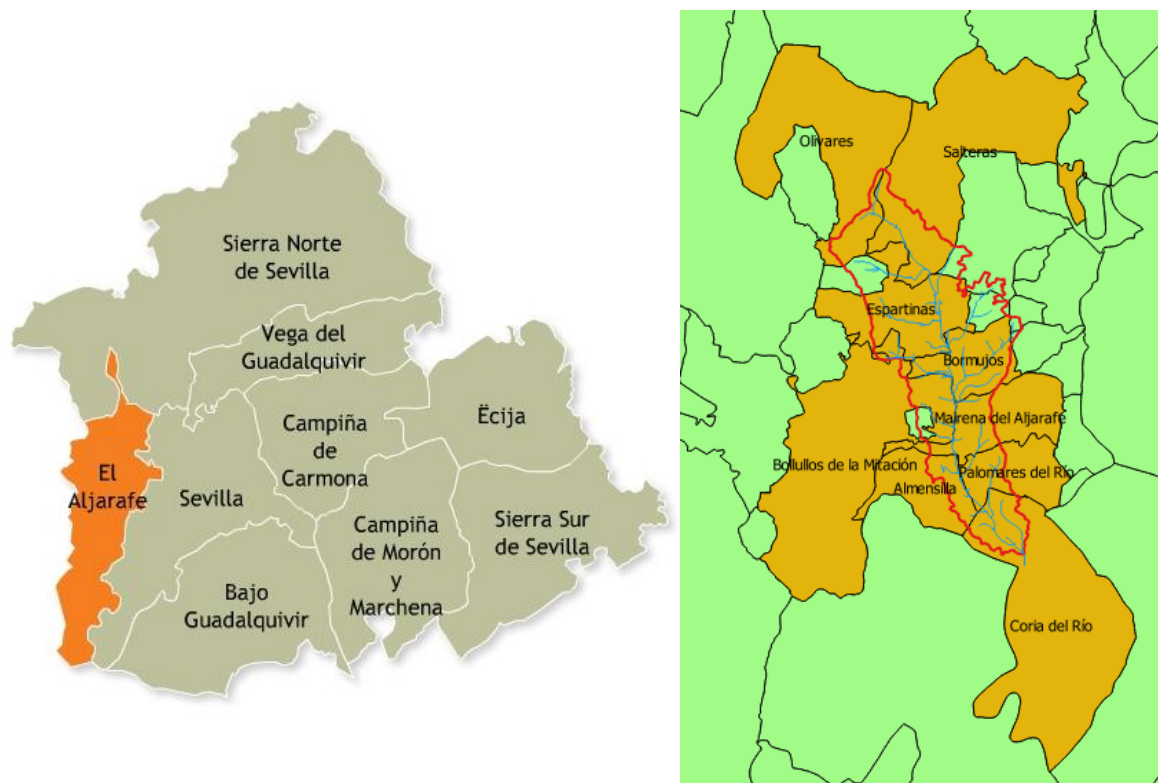 Sierra Norte
de Sevilla
Vega del
Guadalquivir
Ëcija
Campiña
de
Carmona
El
Aljarafe
Sevilla
Campiña
de Morón
y
Marchena
Sierra Sur
de Sevilla
Bajo
Guadalquivir
Olivares
Salteras
Espartinas
Bormujos
Mairena del Aljarafe
Bollullos de la Mitación
Palomares del Río
Almensilla
Coria del Río